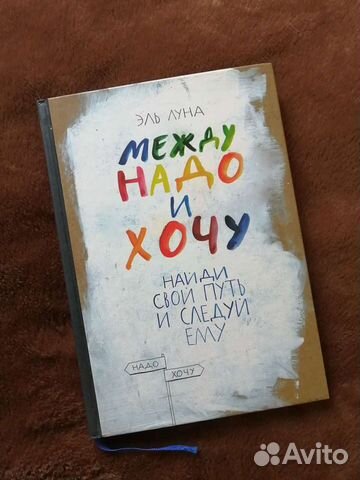 ЭЛЬ ЛУНА
МЕЖДУ
НАДО
И
ХОЧУ
НАЙДИ
СВОЙ ПУТЬ
И СЛЕДУЙ
ЕМУ
НАДО
ХОЧУ
Avito